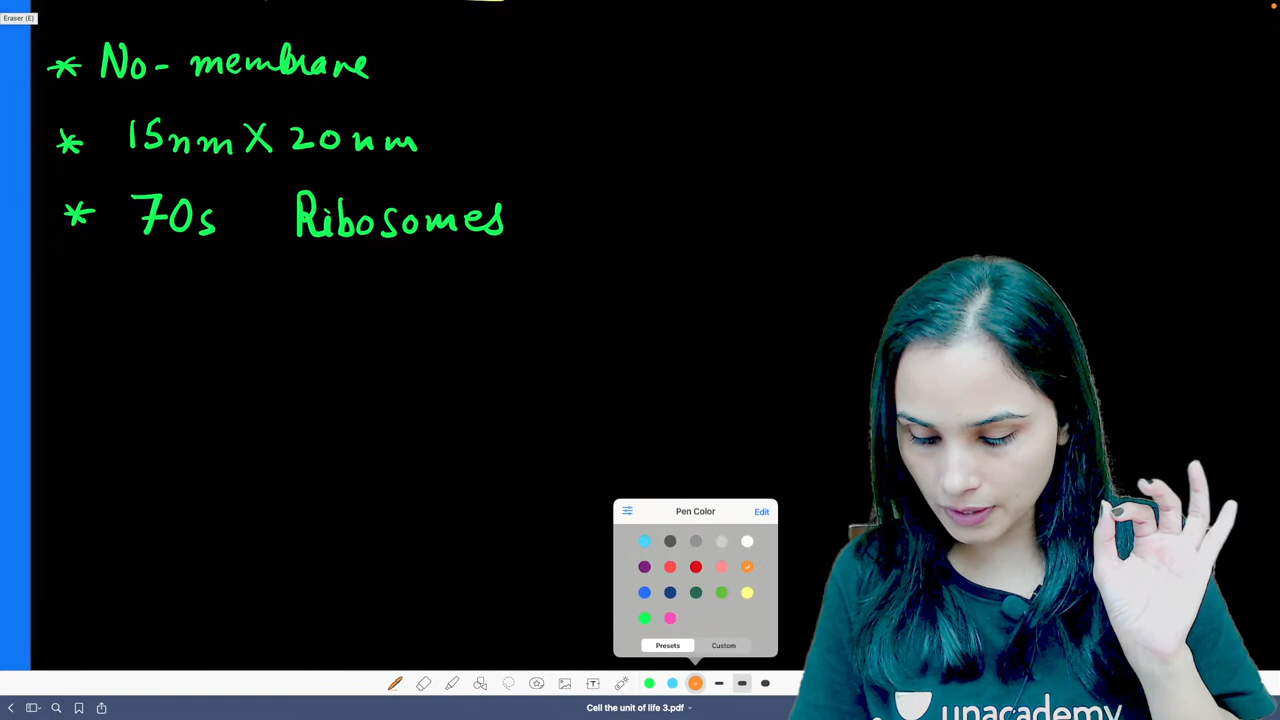 Eraser (E)
* No- membrane
* 15nm X 20nm
* 70s Ribosomes
Pen Color
Edit
Presets
Custom
unacademy
Cell the unit of life 3.pdf